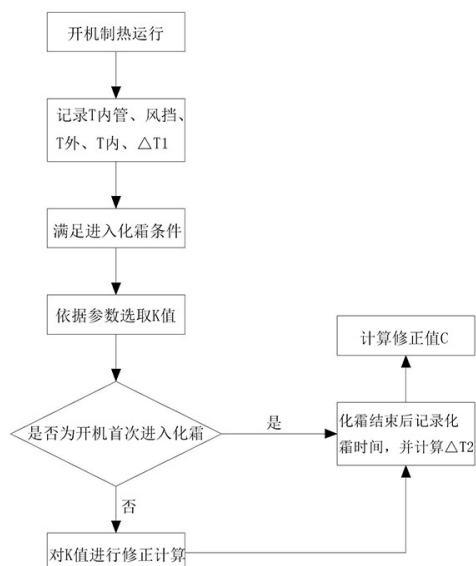 开机制热运行
记录T内管、风挡、
T外、T内、△T1
满足进入化霜条件
依据参数选取K值
计算修正值C
是否为开机首次进入化霜
是
化霜结束后记录化
霜时间，并计算△T2
否
对K值进行修正计算